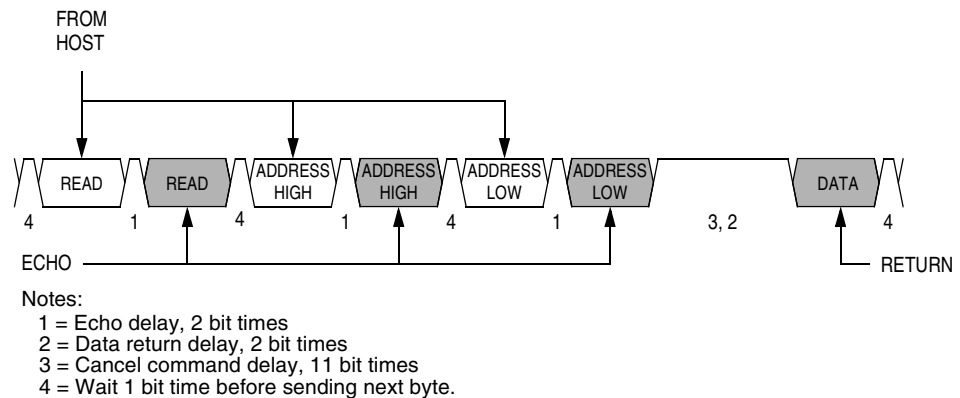 FROM
HOST
READ
READ
ADDRESS
HIGH
ADDRESS
HIGH
ADDRESS
LOW
ADDRESS
LOW
DATA
4 1 4 1 4 1 3, 2 4
ECHO
RETURN
Notes:
1 = Echo delay, 2 bit times
2 = Data return delay, 2 bit times
3 = Cancel command delay, 11 bit times
4 = Wait 1 bit time before sending next byte.